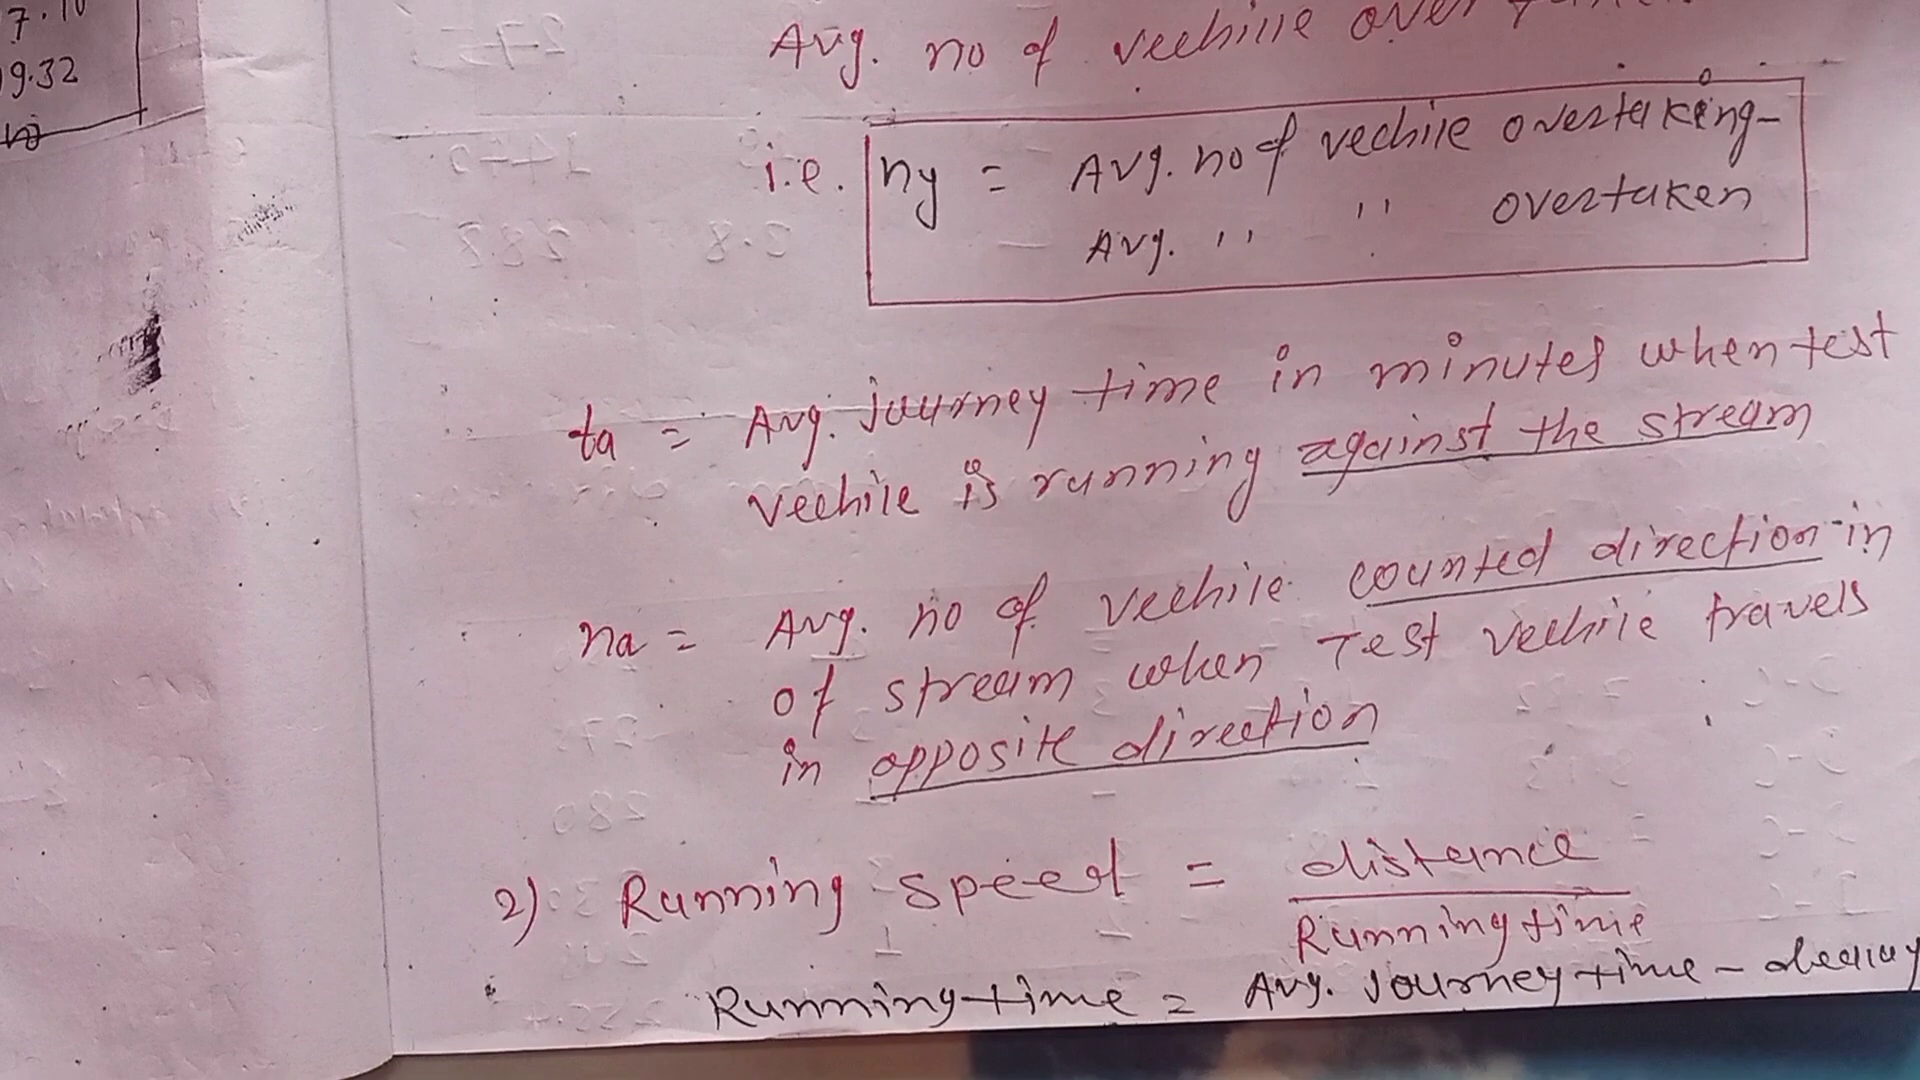 7.10
9.32
Avg. no of vechile over
i.e. ny = Avg. no of vechile overtaking-
Avg. '' '' overtaken
ta = Avg. journey time in minutes when test
vechile is running against the stream
na = Avg. no of vechile counted direction in
of stream when Test vechile travels
in opposite direction
2) Running speed = distance
Running time
Running time = Avg. Journey time - dealay